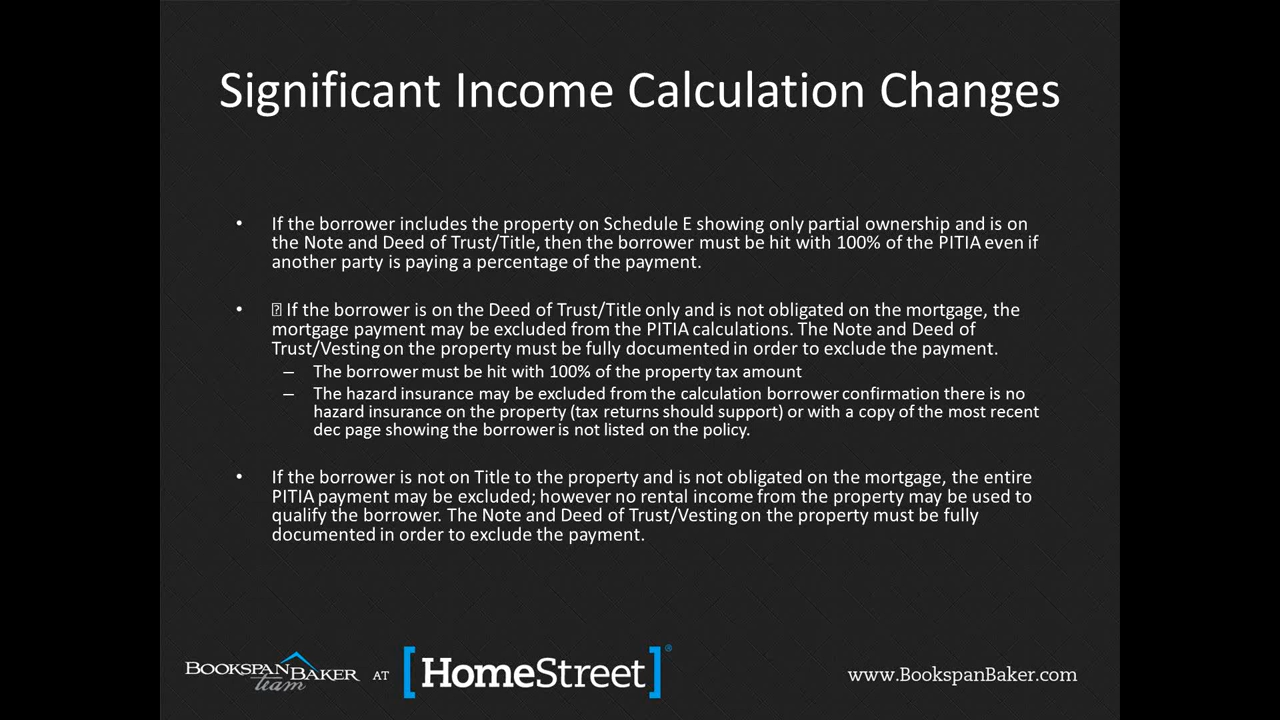 Significant Income Calculation Changes
• If the borrower includes the property on Schedule E showing only partial ownership and is on
the Note and Deed of Trust/Title, then the borrower must be hit with 100% of the PITIA even if
another party is paying a percentage of the payment.
• If the borrower is on the Deed of Trust/Title only and is not obligated on the mortgage, the
mortgage payment may be excluded from the PITIA calculations. The Note and Deed of
Trust/Vesting on the property must be fully documented in order to exclude the payment.
– The borrower must be hit with 100% of the property tax amount
– The hazard insurance may be excluded from the calculation borrower confirmation there is no
hazard insurance on the property (tax returns should support) or with a copy of the most recent
dec page showing the borrower is not listed on the policy.
• If the borrower is not on Title to the property and is not obligated on the mortgage, the entire
PITIA payment may be excluded; however no rental income from the property may be used to
qualify the borrower. The Note and Deed of Trust/Vesting on the property must be fully
documented in order to exclude the payment.
BOOKSPAN BAKER AT [HomeStreet]®
team
www.BookspanBaker.com